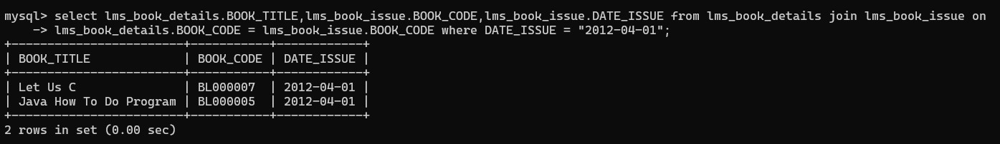 mysql> select lms_book_details.BOOK_TITLE,lms_book_issue.BOOK_CODE,lms_book_issue.DATE_ISSUE from lms_book_details join lms_book_issue on
    -> lms_book_details.BOOK_CODE = lms_book_issue.BOOK_CODE where DATE_ISSUE = "2012-04-01";
+------------------------+-----------+------------+
| BOOK_TITLE             | BOOK_CODE | DATE_ISSUE |
+------------------------+-----------+------------+
| Let Us C               | BL000007  | 2012-04-01 |
| Java How To Do Program | BL000005  | 2012-04-01 |
+------------------------+-----------+------------+
2 rows in set (0.00 sec)